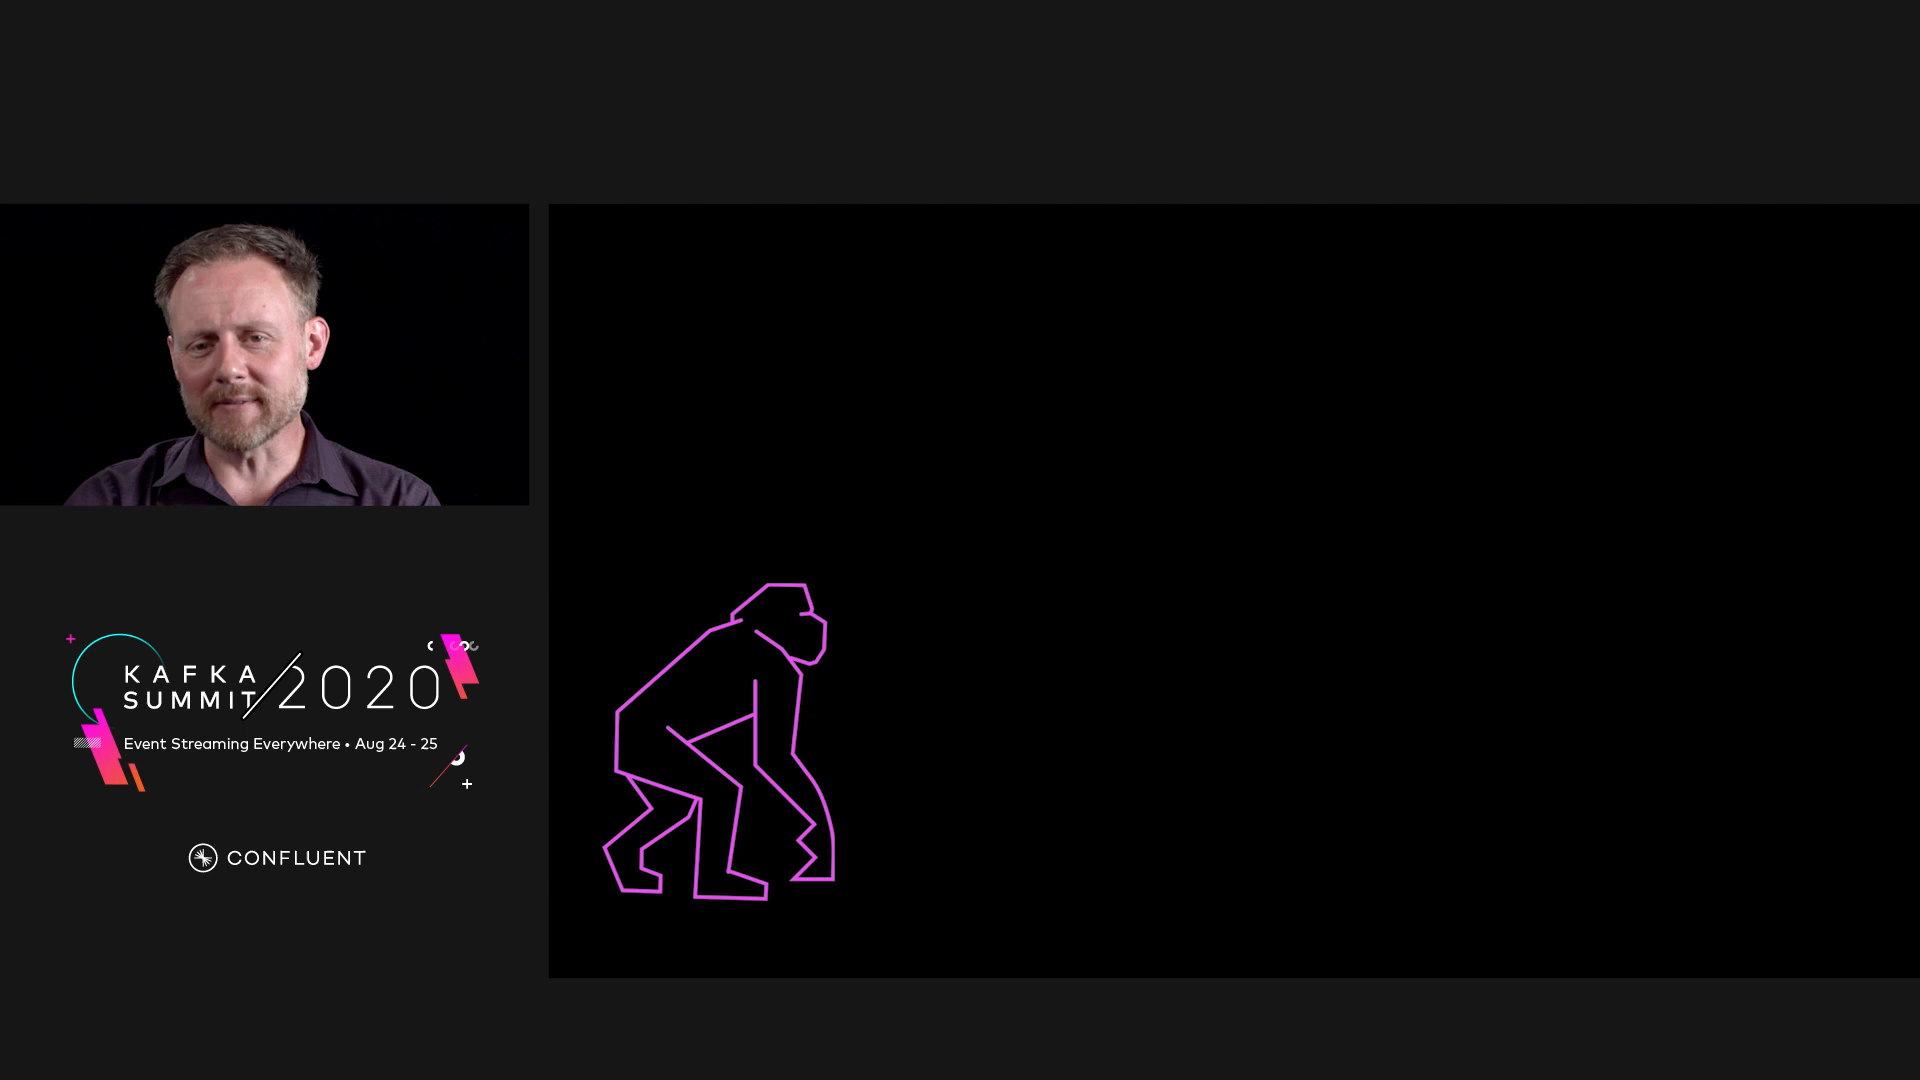 KAFKA
SUMMIT
2020
Event Streaming Everywhere • Aug 24 - 25
CONFLUENT